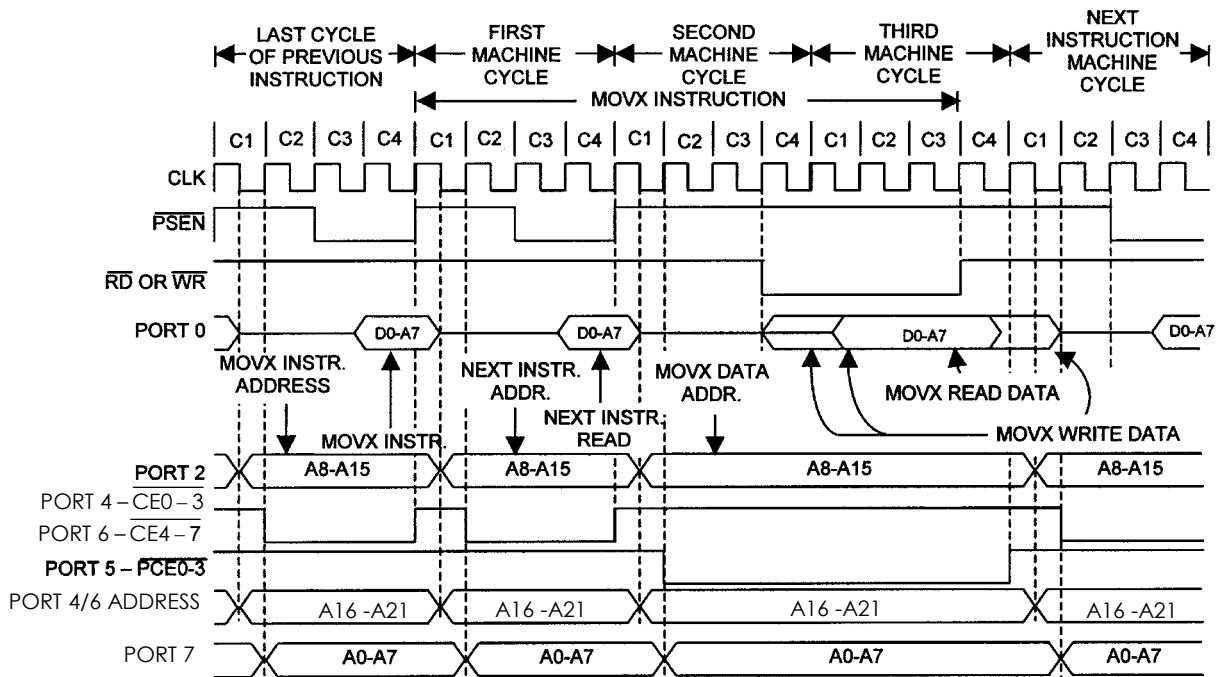 LAST CYCLE
OF PREVIOUS
INSTRUCTION
FIRST
MACHINE
CYCLE
SECOND
MACHINE
CYCLE
THIRD
MACHINE
CYCLE
NEXT
INSTRUCTION
MACHINE
CYCLE
MOVX INSTRUCTION
C1 C2 C3 C4 C1 C2 C3 C4 C1 C2 C3 C4 C1 C2 C3 C4 C1 C2 C3 C4
CLK
PSEN
RD OR WR
PORT 0 D0-A7 D0-A7 D0-A7 D0-A7
MOVX INSTR.
ADDRESS
MOVX INSTR.
NEXT INSTR.
ADDR.
NEXT INSTR.
READ
MOVX DATA
ADDR.
MOVX READ DATA
MOVX WRITE DATA
PORT 2 A8-A15 A8-A15 A8-A15 A8-A15
PORT 4 – CE0 – 3
PORT 6 – CE4 – 7
PORT 5 – PCE0-3
PORT 4/6 ADDRESS A16 -A21 A16 -A21 A16 -A21 A16 -A21
PORT 7 A0-A7 A0-A7 A0-A7 A0-A7